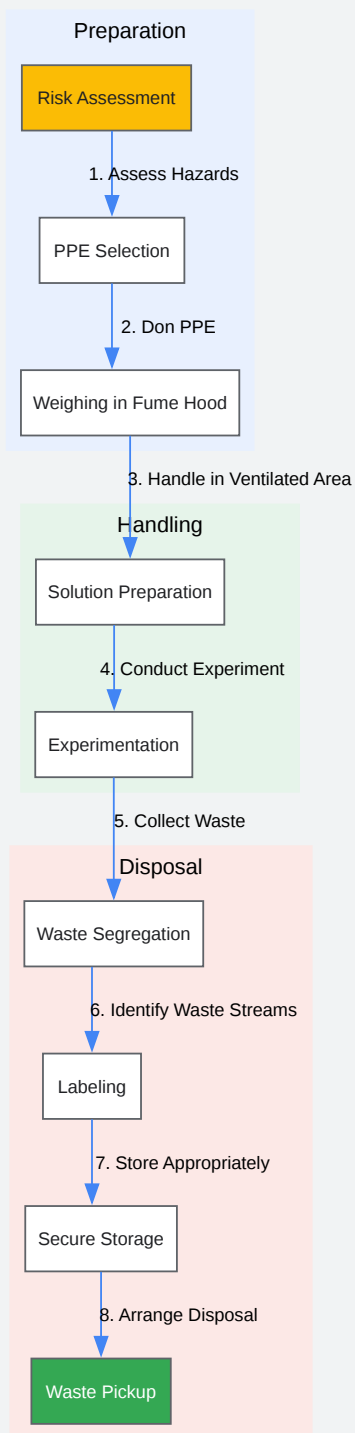 Preparation
Risk Assessment
1. Assess Hazards
PPE Selection
2. Don PPE
Weighing in Fume Hood
3. Handle in Ventilated Area
Handling
Solution Preparation
4. Conduct Experiment
Experimentation
5. Collect Waste
Disposal
Waste Segregation
6. Identify Waste Streams
Labeling
7. Store Appropriately
Secure Storage
8. Arrange Disposal
Waste Pickup